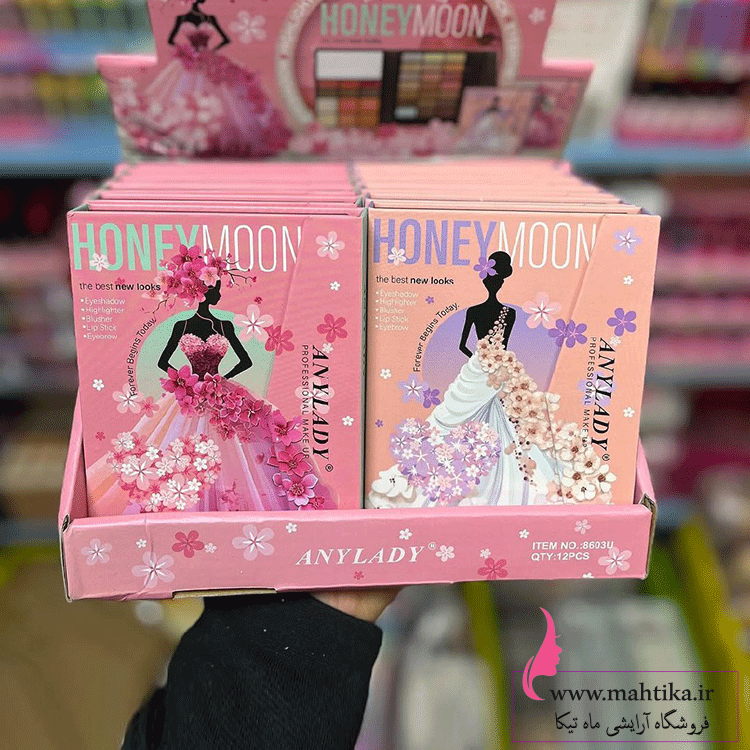 HONEYMOON
HONEYMOON
the best new looks
• Eyeshadow
• Highlighter
• Blusher
• Lip Stick
• Eyebrow
Forever Begins Today.
ANYLADY®
PROFESSIONAL MAKE UP
HONEYMOON
the best new looks
• Eyeshadow
• Highlighter
• Blusher
• Lip Stick
• Eyebrow
Forever Begins Today.
ANYLADY®
PROFESSIONAL MAKE UP
ANYLADY®
ITEM NO.:8603U
QTY:12PCS
www.mahtika.ir
فروشگاه آرایشی ماه تیکا